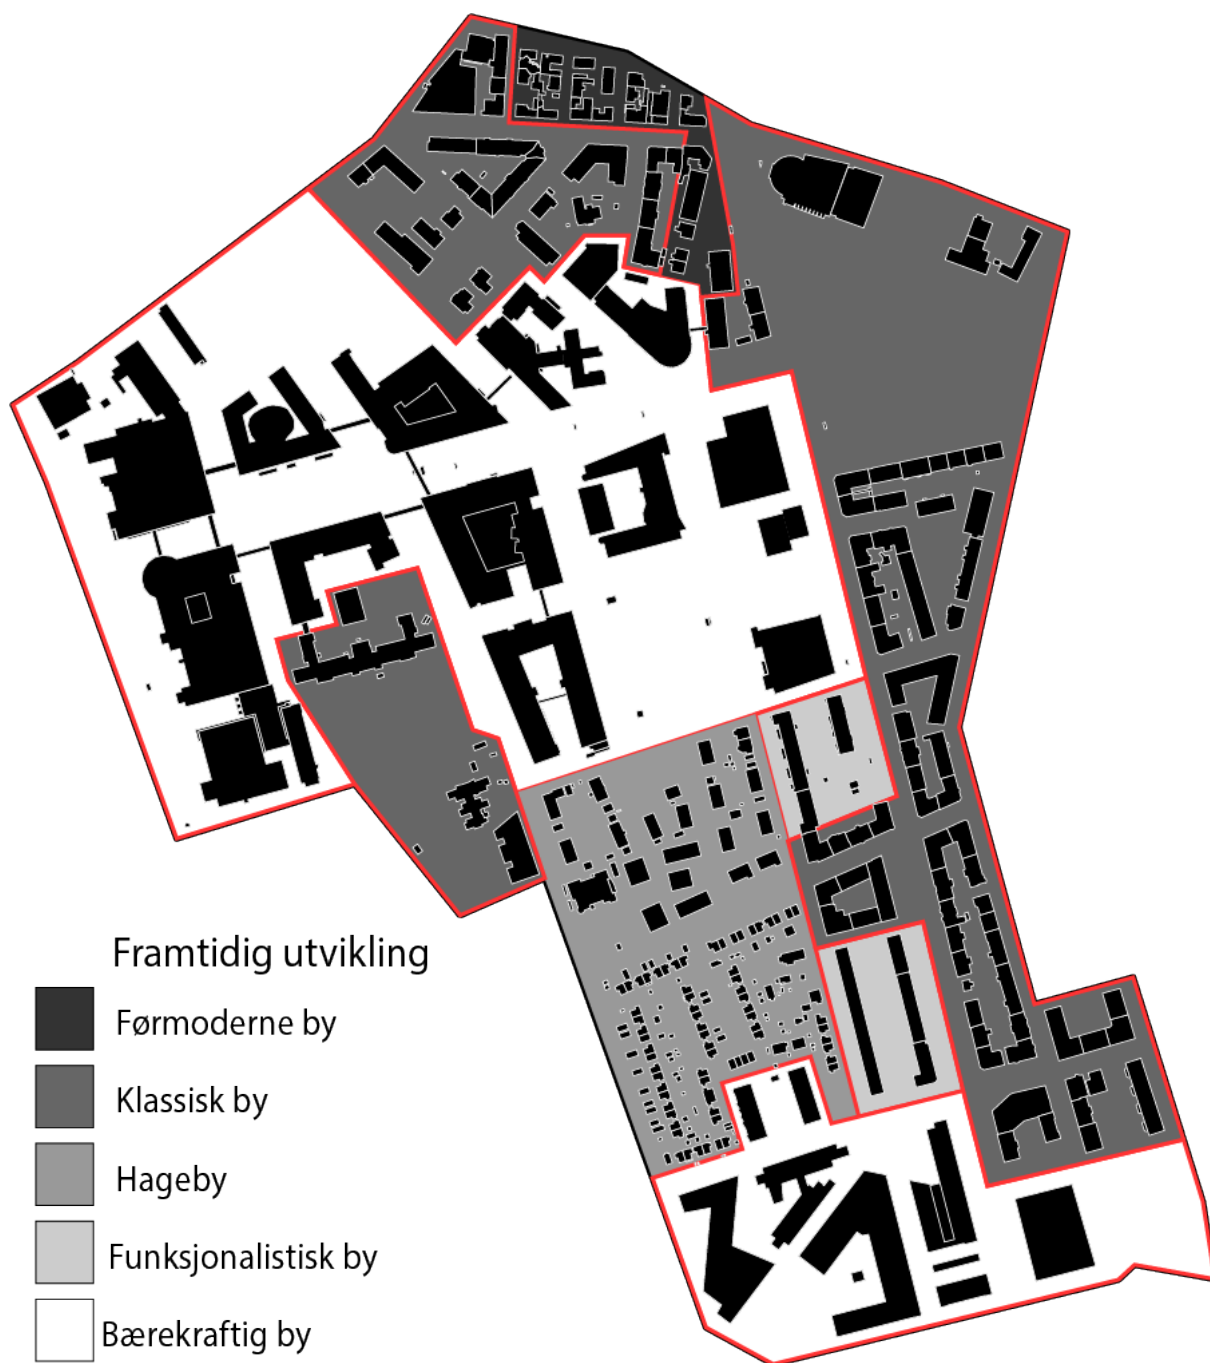 Framtidig utvikling
Førmoderne by
Klassisk by
Hageby
Funksjonalistisk by
Bærekraftig by